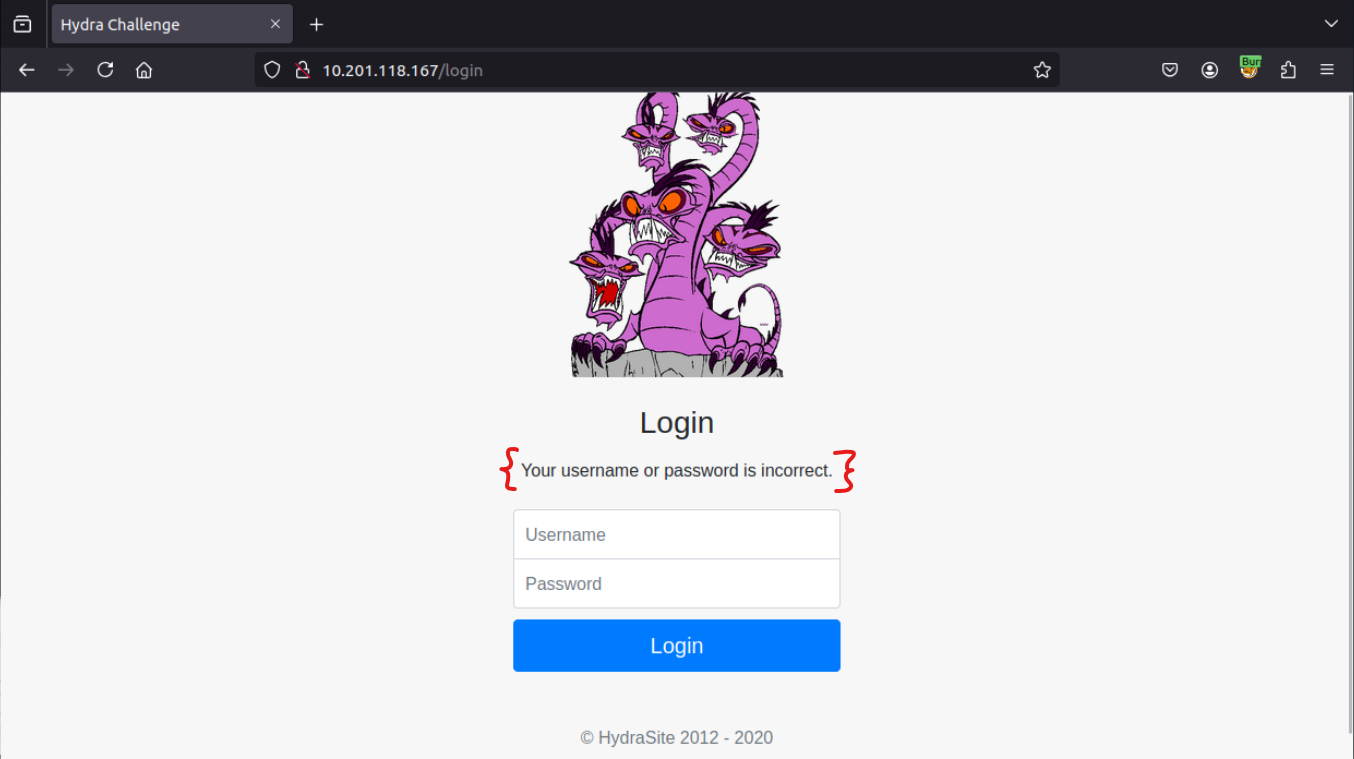 Hydra Challenge
10.201.118.167/login
Bur
Login
Your username or password is incorrect.
Username
Password
Login
© HydraSite 2012 - 2020